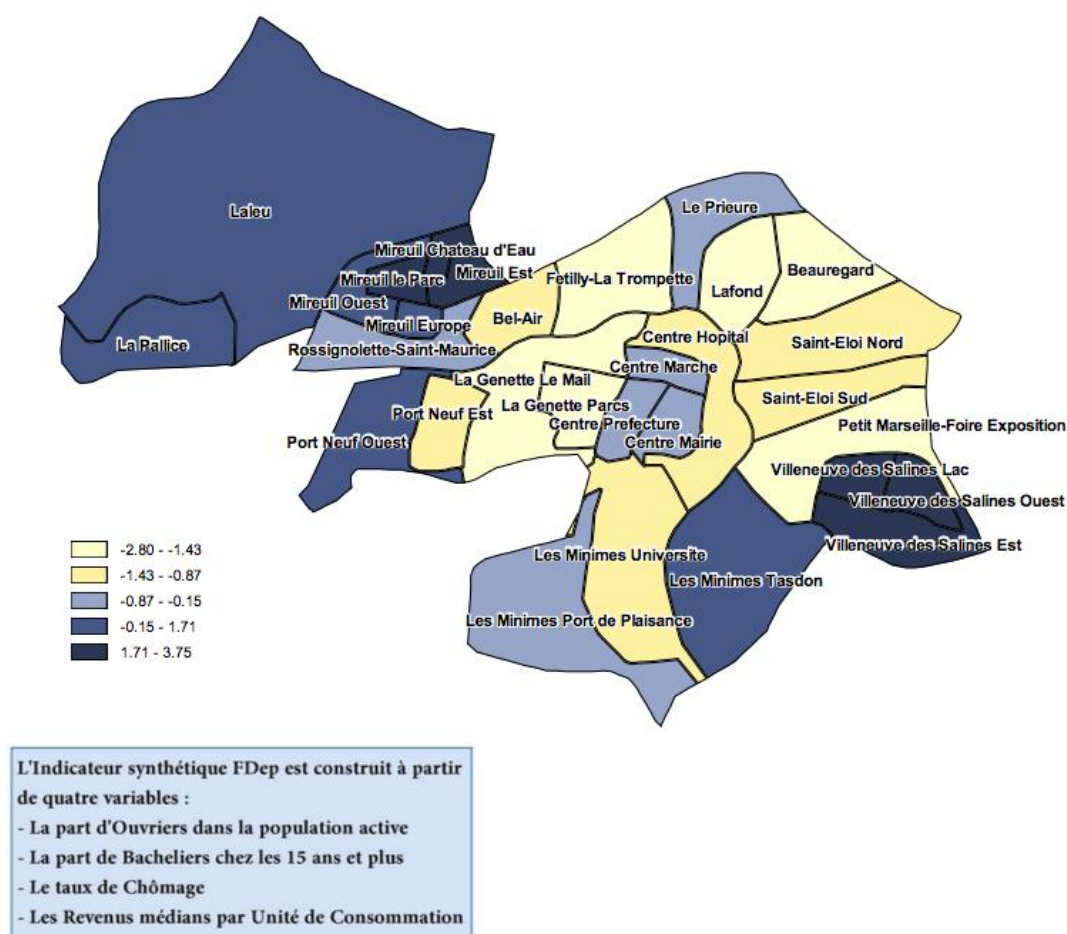 Le Prieure
Laleu
Mireuil Chateau d'Eau
Mireuil le Parc
Mireuil Est
Fetilly-La Trompette
Beauregard
Lafond
Mireuil Ouest
Mireuil Europe
Bel-Air
Centre Hopital
Saint-Eloi Nord
La Pallice
Rossignolette-Saint-Maurice
Centre Marche
La Genette Le Mail
Saint-Eloi Sud
La Genette Parcs
Port Neuf Est
Centre Prefecture
Petit Marseille-Foire Exposition
Port Neuf Ouest
Centre Mairie
Villeneuve des Salines Lac
Villeneuve des Salines Ouest
Villeneuve des Salines Est
Les Minimes Universite
Les Minimes Tasdon
Les Minimes Port de Plaisance
-2.80 - -1.43
-1.43 - -0.87
-0.87 - -0.15
-0.15 - 1.71
1.71 - 3.75
L'Indicateur synthétique FDep est construit à partir
de quatre variables :
- La part d'Ouvriers dans la population active
- La part de Bacheliers chez les 15 ans et plus
- Le taux de Chômage
- Les Revenus médians par Unité de Consommation